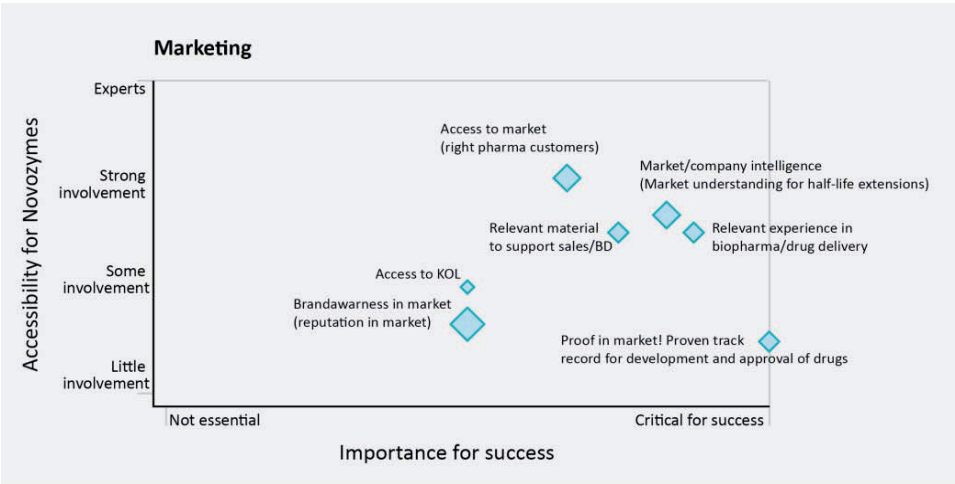 Marketing
Accessibility for Novozymes
Experts
Strong
involvement
Some
involvement
Little
involvement
Access to market
(right pharma customers)
Market/company intelligence
(Market understanding for half-life extensions)
Relevant material
to support sales/BD
Relevant experience in
biopharma/drug delivery
Access to KOL
Brandawarness in market
(reputation in market)
Proof in market! Proven track
record for development and approval of drugs
Not essential
Critical for success
Importance for success